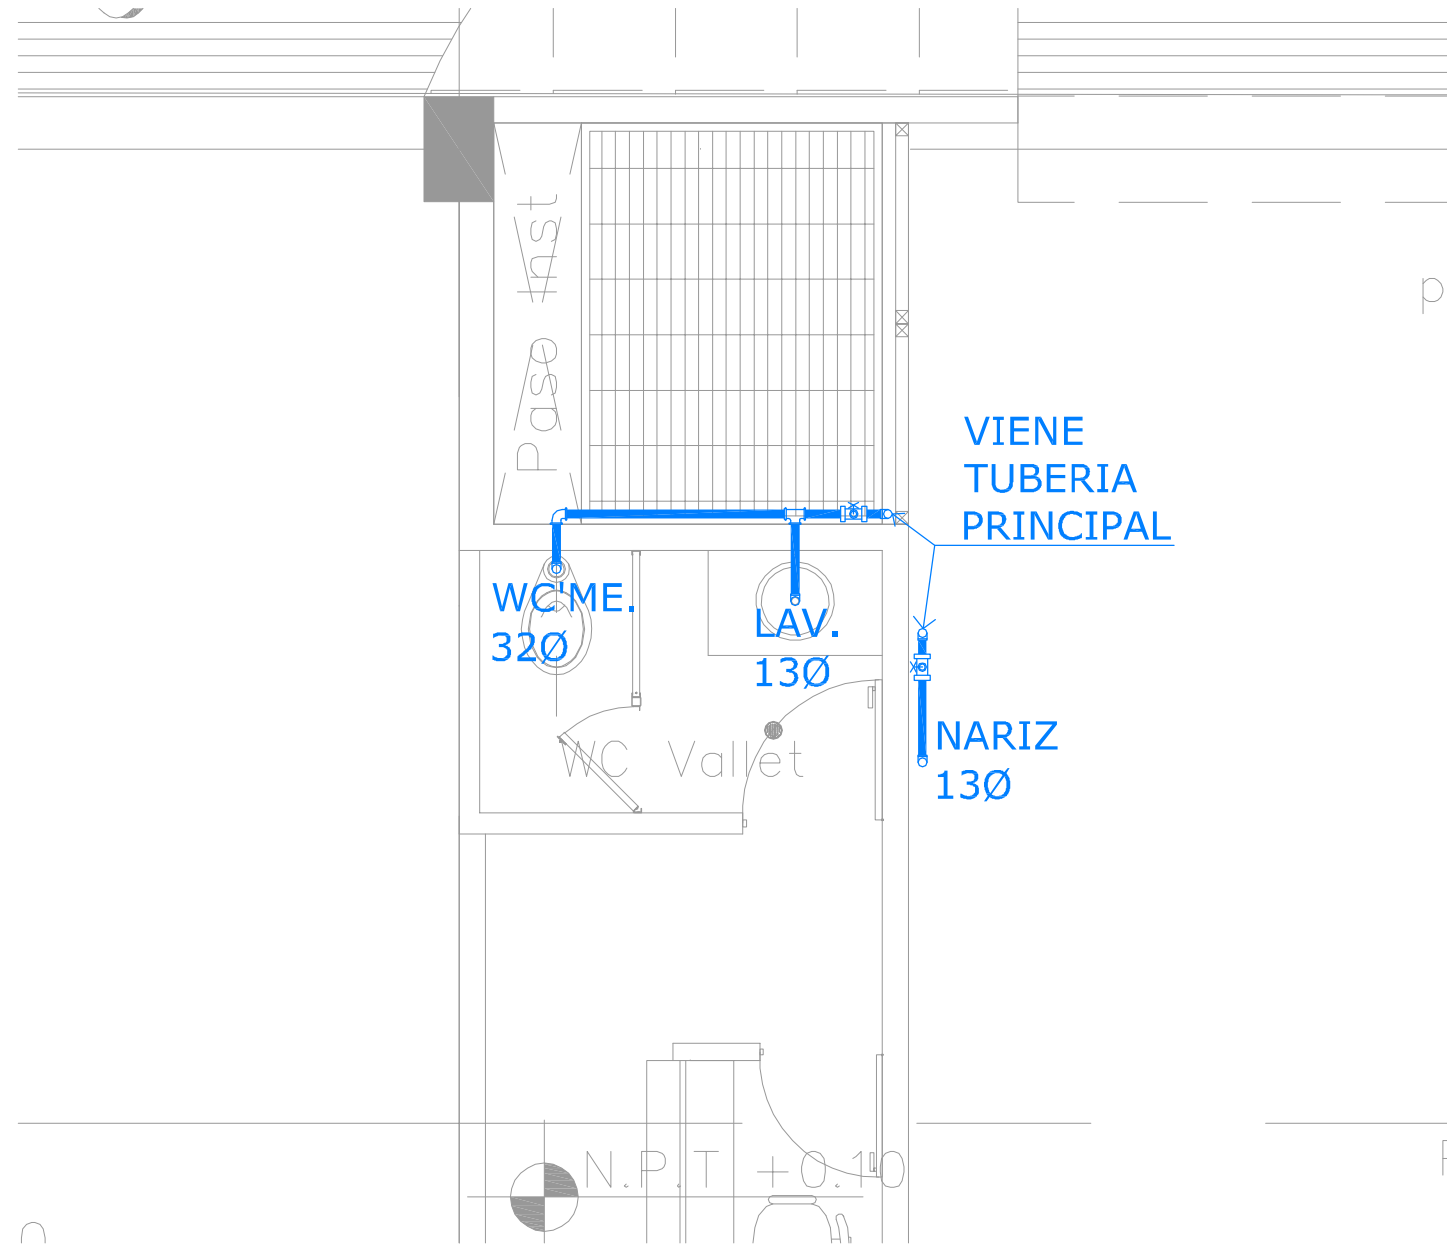 Paso Inst
p
VIENE
TUBERIA
PRINCIPAL
WC'ME.
32Ø
LAV.
13Ø
NARIZ
13Ø
WC Vallet
N.P.T +0.10